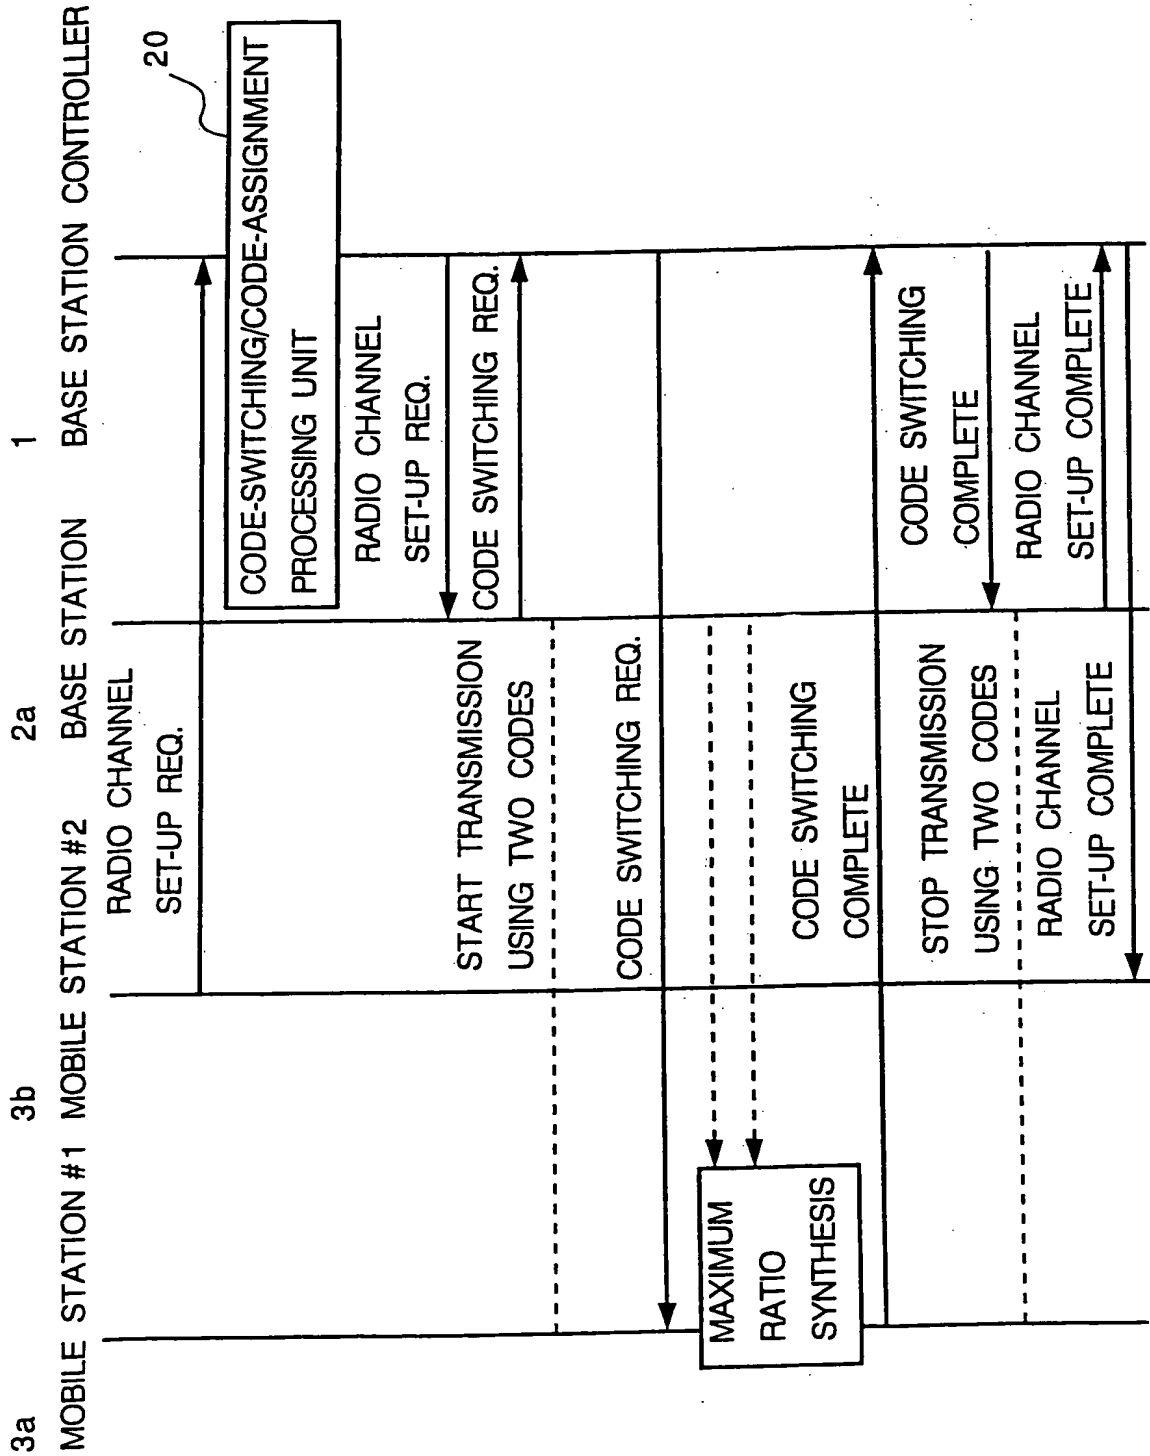 3a
3b
2a
1
MOBILE STATION #1
MOBILE STATION #2
BASE STATION
BASE STATION CONTROLLER
RADIO CHANNEL
SET-UP REQ.
20
CODE-SWITCHING/CODE-ASSIGNMENT
PROCESSING UNIT
RADIO CHANNEL
SET-UP REQ.
CODE SWITCHING REQ.
START TRANSMISSION
USING TWO CODES
CODE SWITCHING REQ.
MAXIMUM
RATIO
SYNTHESIS
CODE SWITCHING
COMPLETE
CODE SWITCHING
COMPLETE
STOP TRANSMISSION
USING TWO CODES
RADIO CHANNEL
SET-UP COMPLETE
RADIO CHANNEL
SET-UP COMPLETE